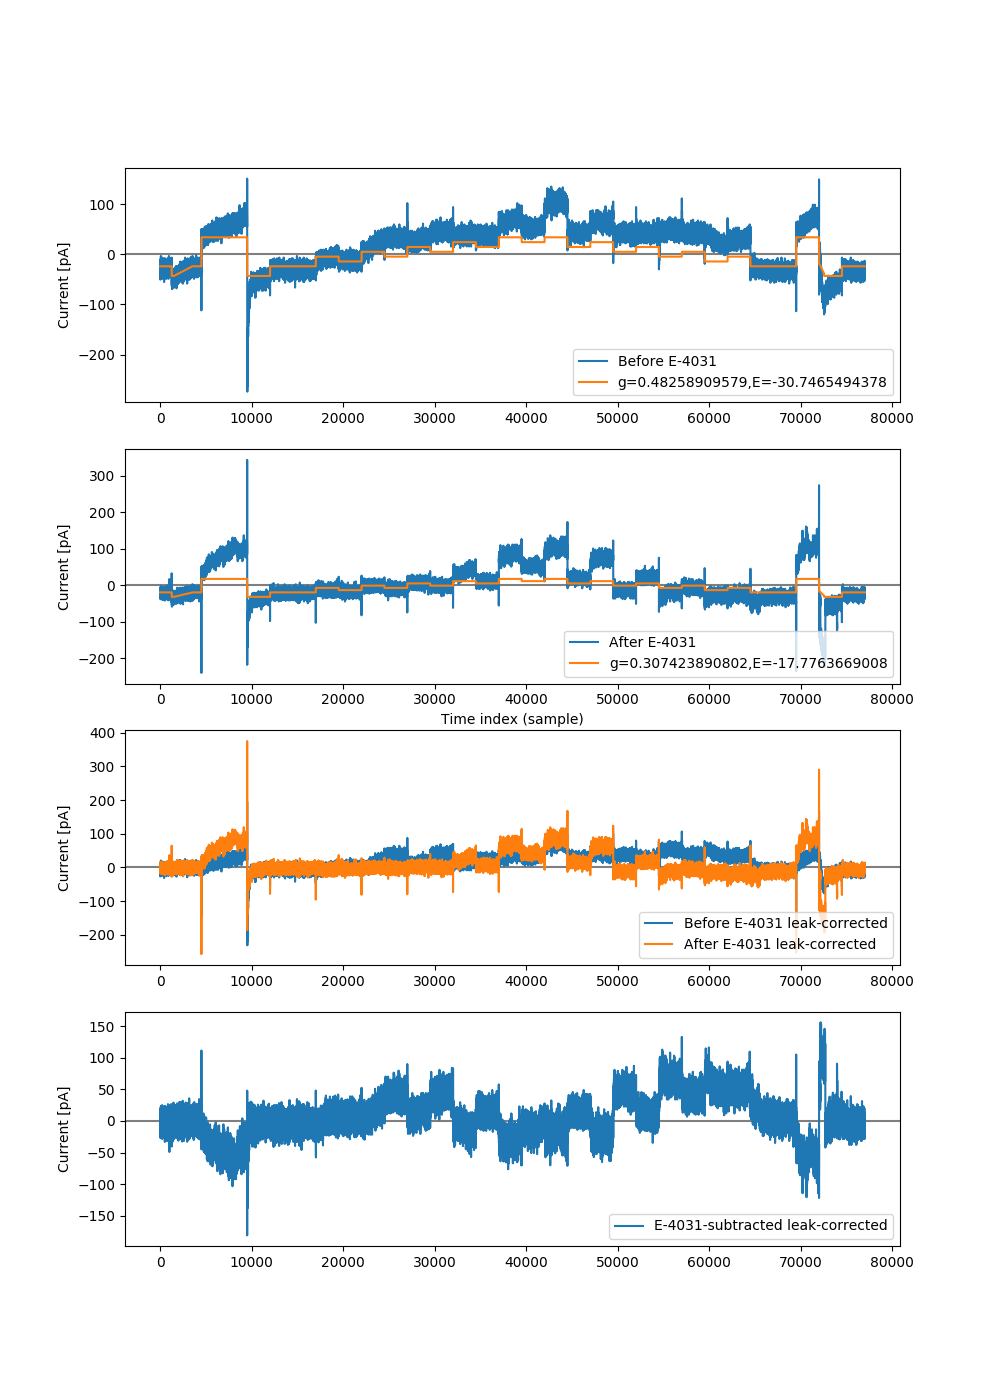 100
0
−100
−200
Current [pA]
Before E-4031
g=0.48258909579,E=-30.7465494378
0 10000 20000 30000 40000 50000 60000 70000 80000
300
200
100
0
−100
−200
Current [pA]
After E-4031
g=0.307423890802,E=-17.7763669008
0 10000 20000 30000 40000 50000 60000 70000 80000
Time index (sample)
400
300
200
100
0
−100
−200
Current [pA]
Before E-4031 leak-corrected
After E-4031 leak-corrected
0 10000 20000 30000 40000 50000 60000 70000 80000
150
100
50
0
−50
−100
−150
Current [pA]
E-4031-subtracted leak-corrected
0 10000 20000 30000 40000 50000 60000 70000 80000